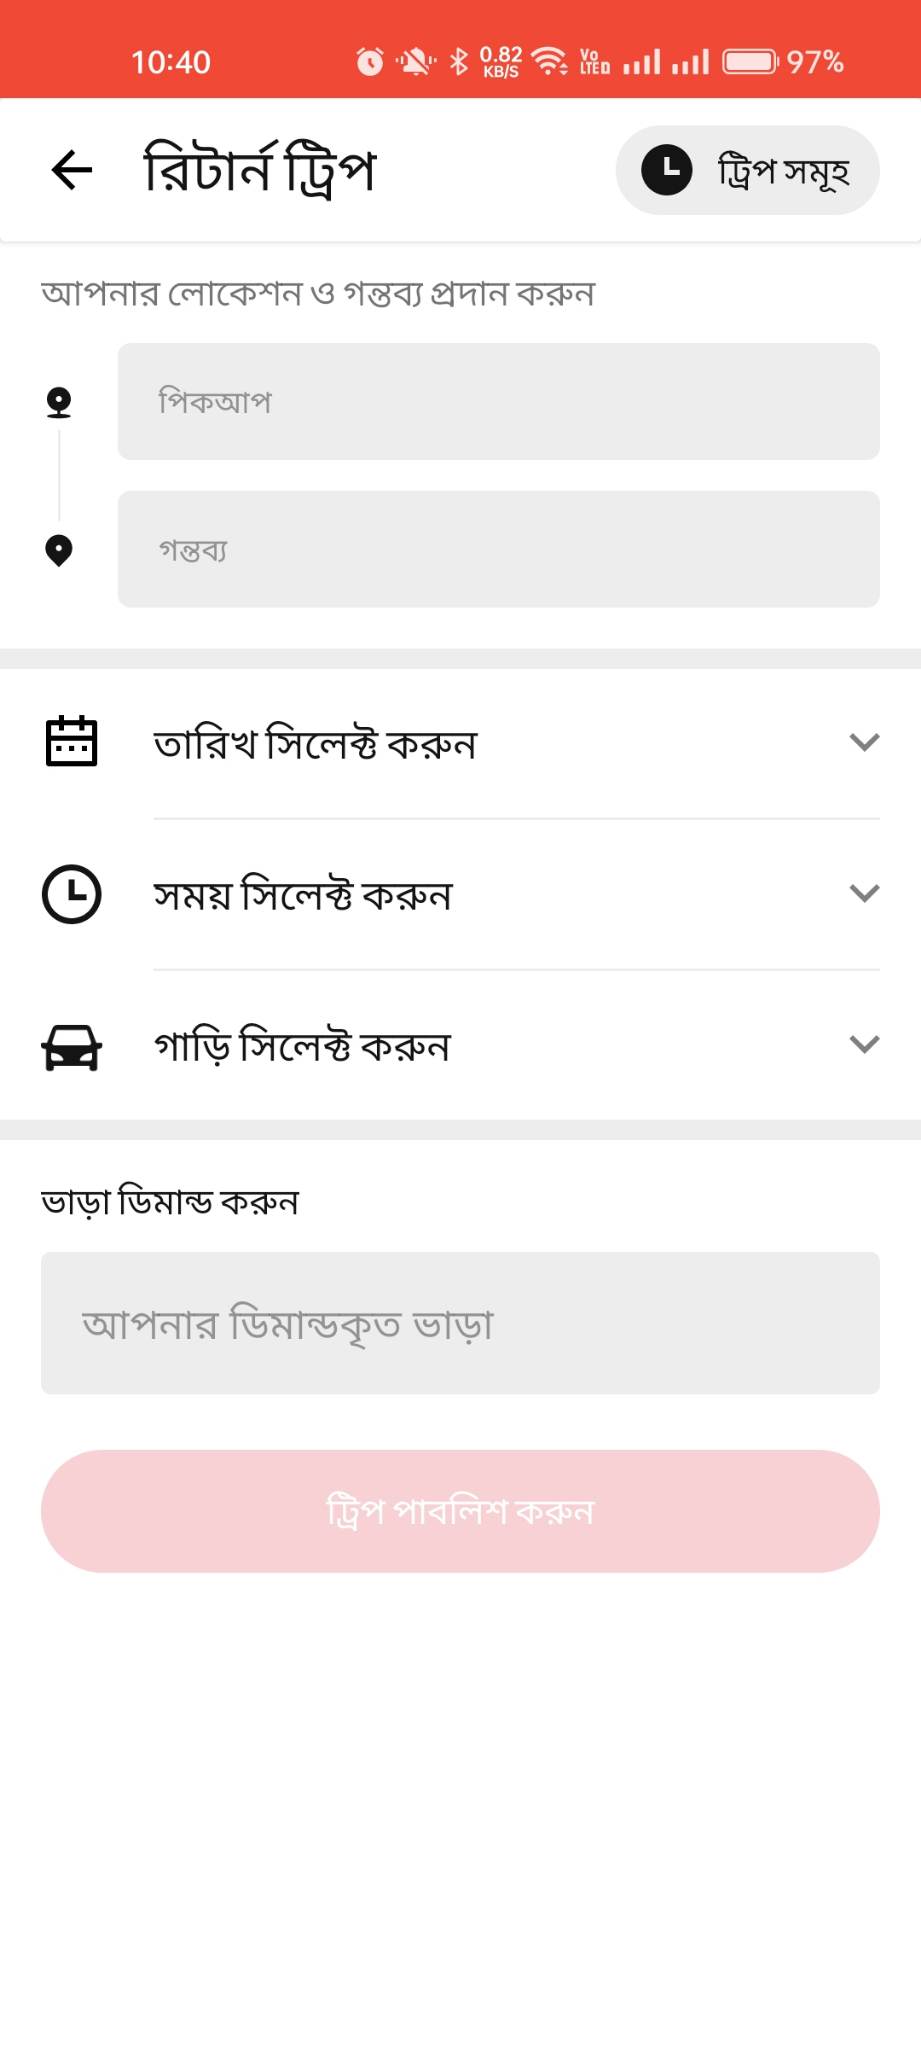 10:40 0.82 KB/S Vo LTED 97%
রিটার্ন ট্রিপ ট্রিপ সমূহ
আপনার লোকেশন ও গন্তব্য প্রদান করুন
পিকআপ
গন্তব্য
তারিখ সিলেক্ট করুন
সময় সিলেক্ট করুন
গাড়ি সিলেক্ট করুন
ভাড়া ডিমান্ড করুন
আপনার ডিমান্ডকৃত ভাড়া
ট্রিপ পাবলিশ করুন